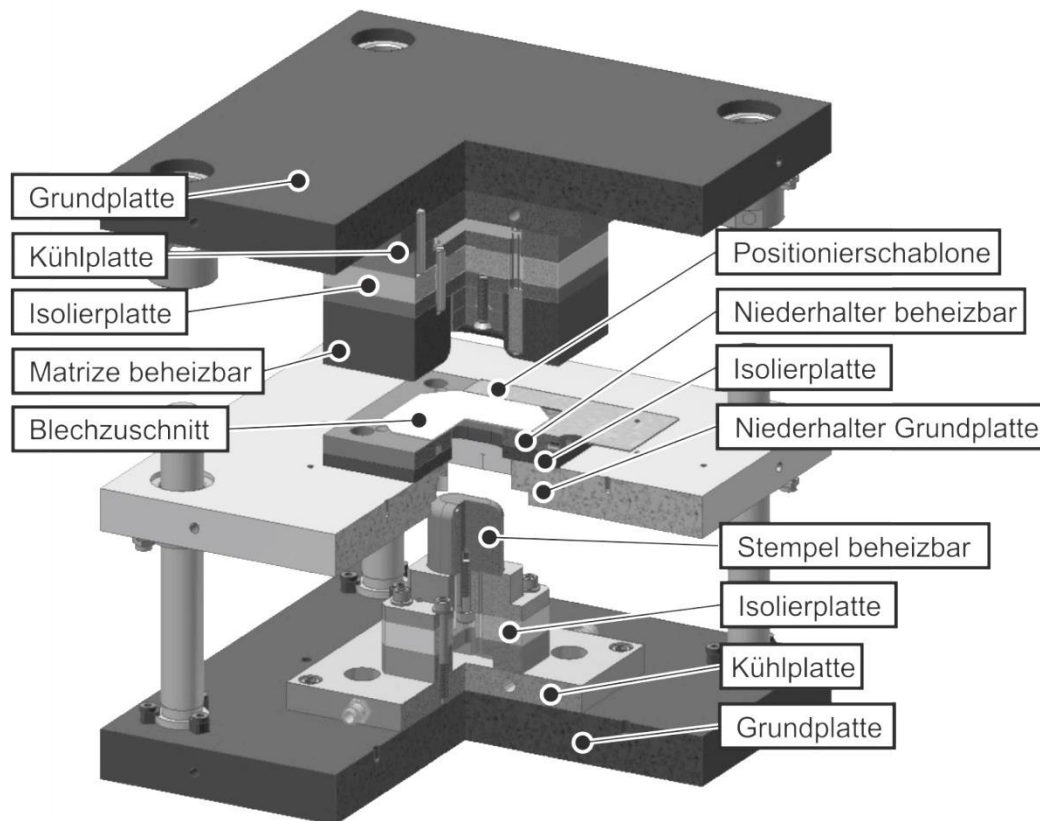 Grundplatte
Kühlplatte
Isolierplatte
Matrize beheizbar
Blechzuschnitt
Positionierschablone
Niederhalter beheizbar
Isolierplatte
Niederhalter Grundplatte
Stempel beheizbar
Isolierplatte
Kühlplatte
Grundplatte